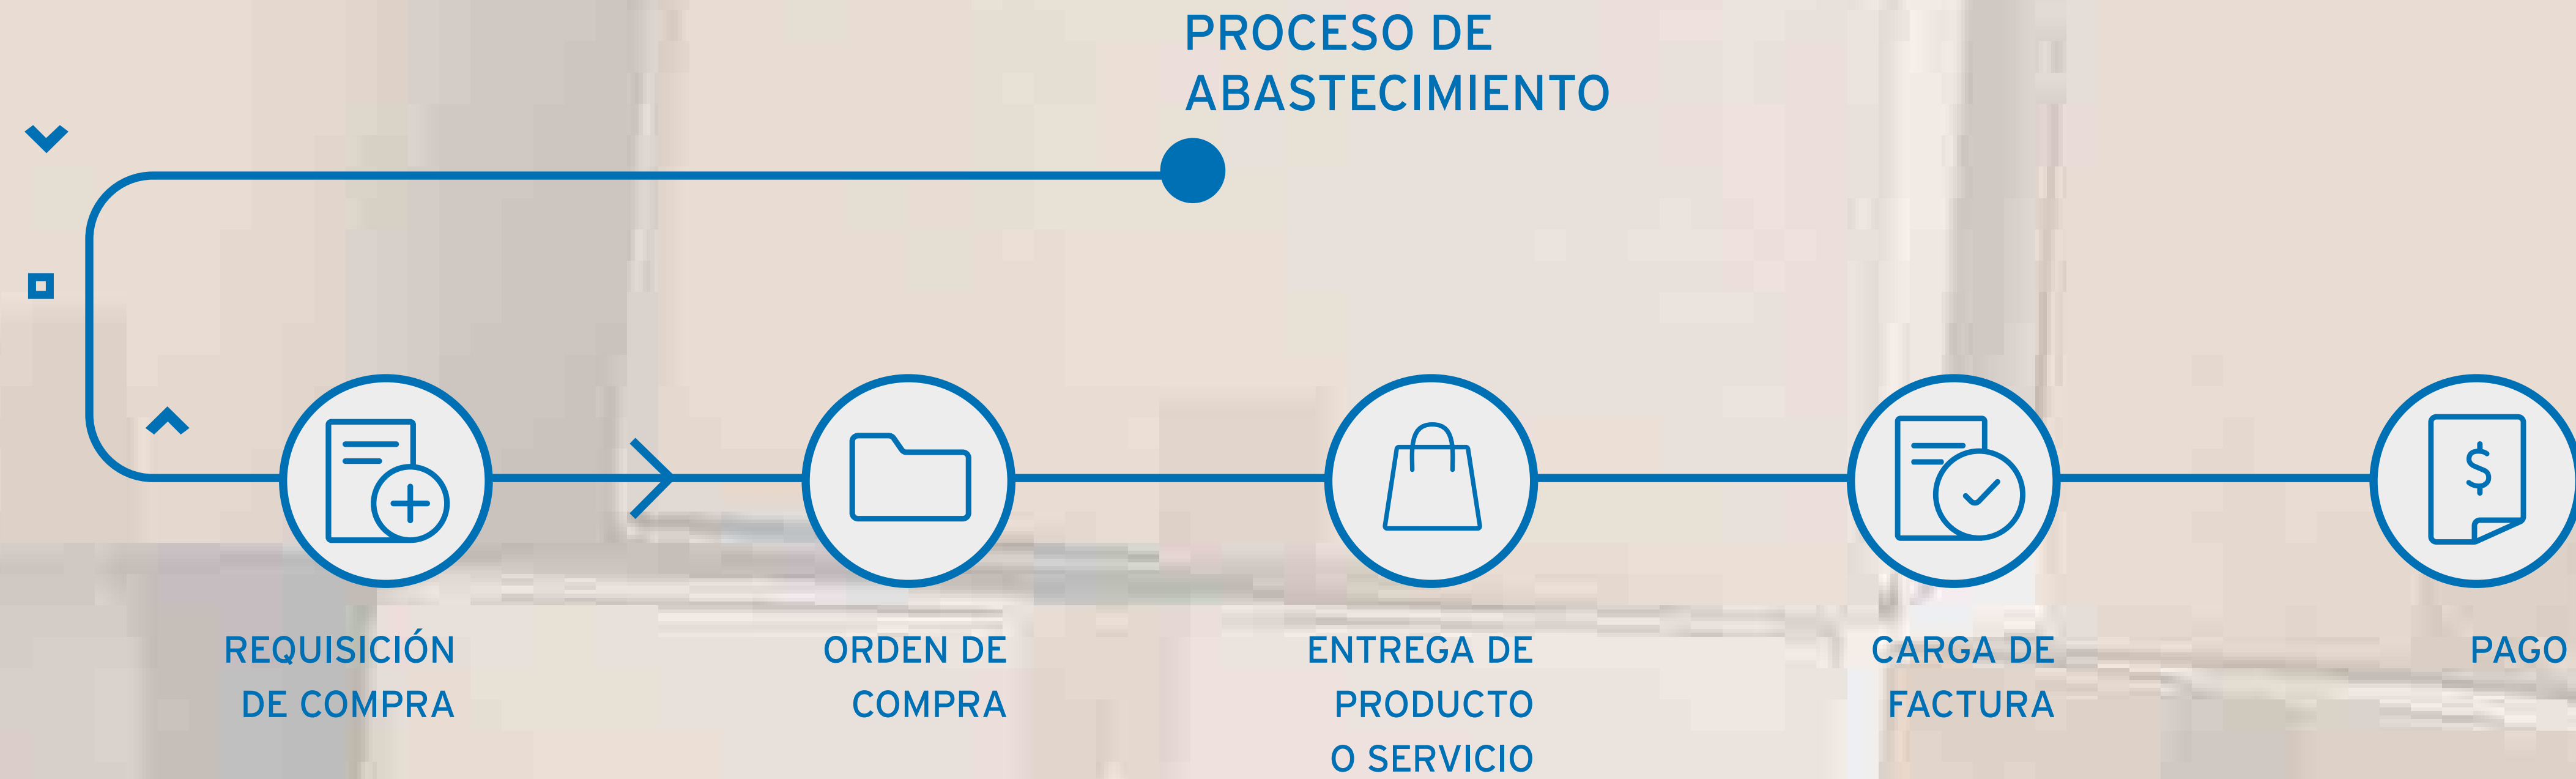 PROCESO DE
ABASTECIMIENTO
REQUISICIÓN
DE COMPRA
ORDEN DE
COMPRA
ENTREGA DE
PRODUCTO
O SERVICIO
CARGA DE
FACTURA
PAGO
$